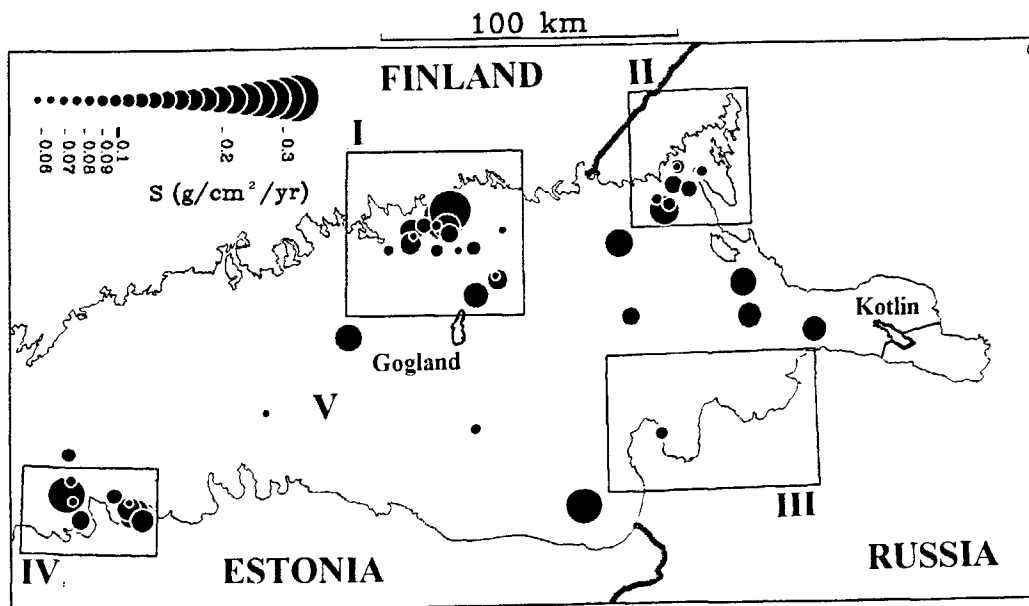 100 km
FINLAND
II
I
-0.06
-0.07
-0.08
-0.09
-0.1
-0.2
-0.3
S (g/cm²/yr)
Kotlin
Gogland
V
III
IV
ESTONIA
RUSSIA